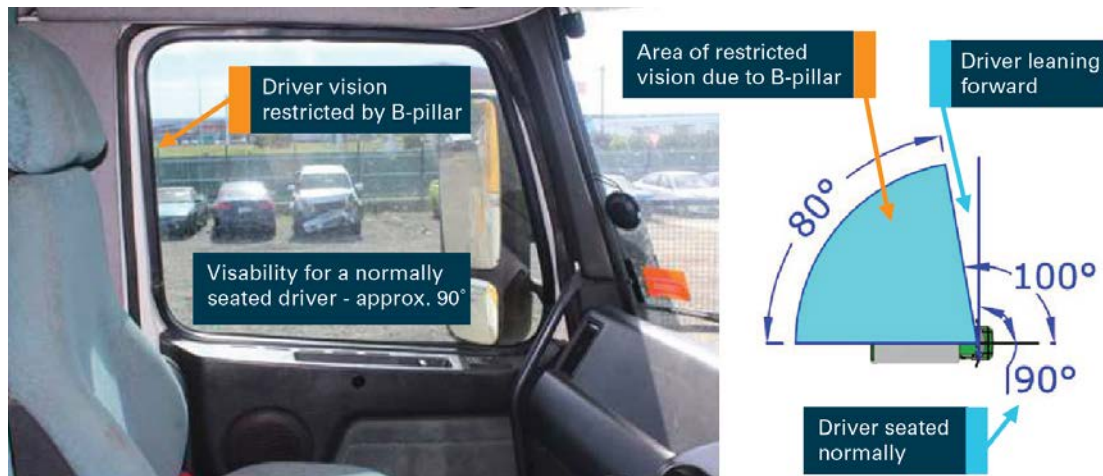 Driver vision
restricted by B-pillar
Visability for a normally
seated driver - approx. 90°
Area of restricted
vision due to B-pillar
Driver leaning
forward
80°
100°
90°
Driver seated
normally